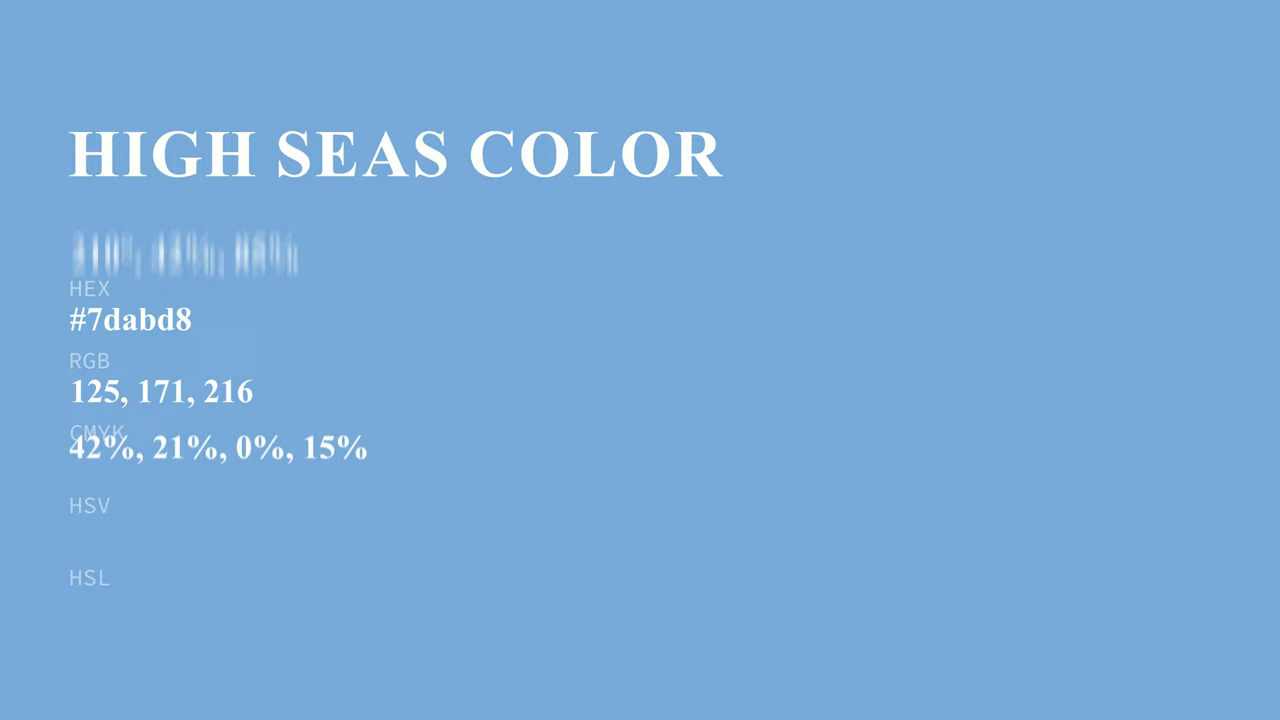 HIGH SEAS COLOR
HEX
#7dabd8
RGB
125, 171, 216
CMYK
42%, 21%, 0%, 15%
HSV
HSL